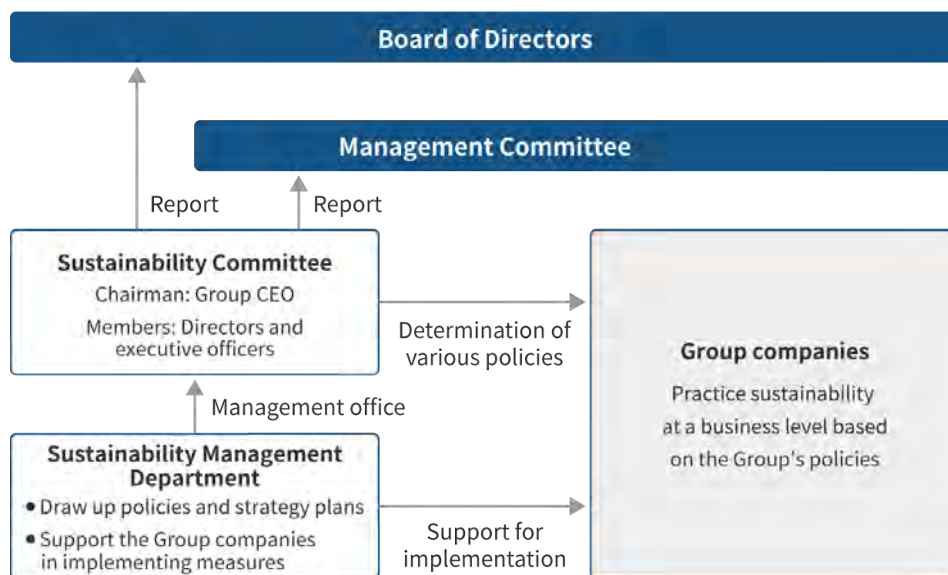 Board of Directors
Management Committee
Report
Report
Sustainability Committee
Chairman: Group CEO
Members: Directors and
executive officers
Determination of
various policies
Group companies
Practice sustainability
at a business level based
on the Group's policies
Management office
Sustainability Management
Department
• Draw up policies and strategy plans
• Support the Group companies
in implementing measures
Support for
implementation